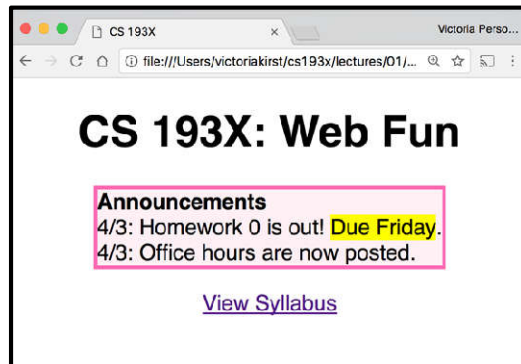 CS 193X
Victoria Perso...
file:///Users/victoriakirst/cs193x/lectures/01/...
CS 193X: Web Fun
Announcements
4/3: Homework 0 is out! Due Friday.
4/3: Office hours are now posted.
View Syllabus